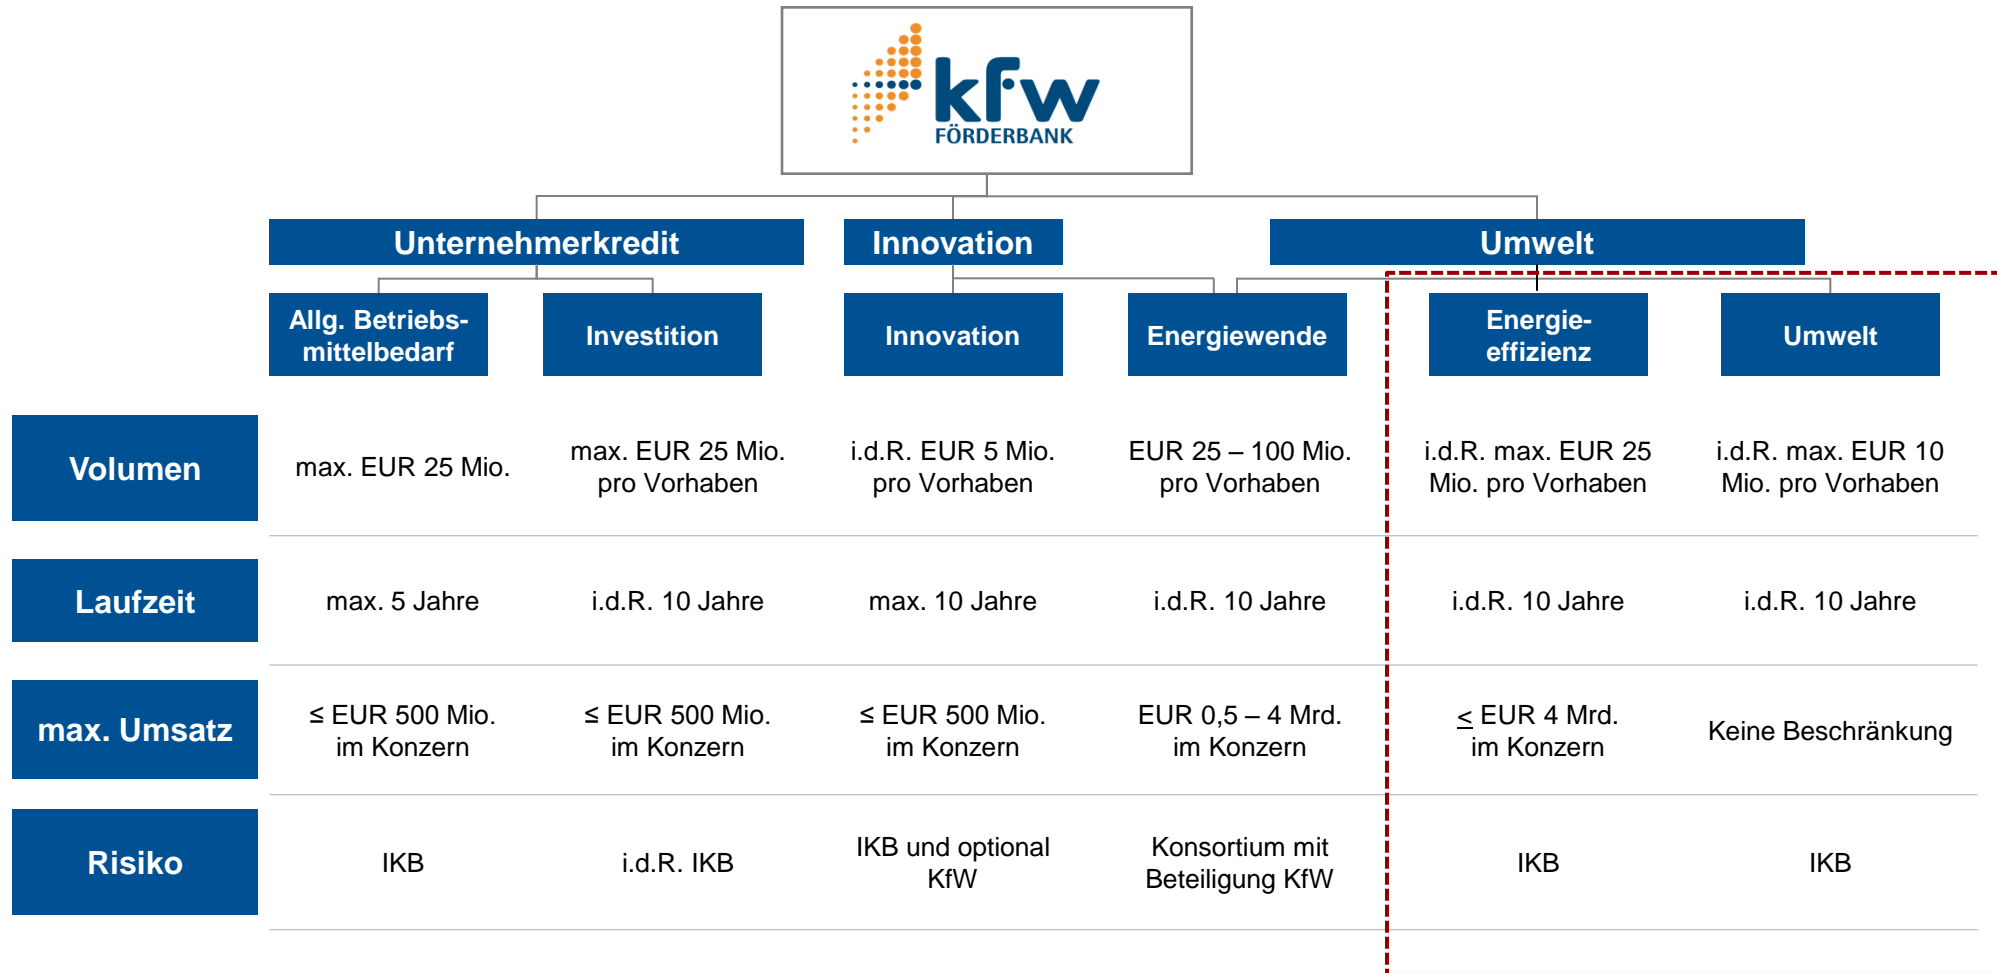 kfw
FÖRDERBANK
Unternehmerkredit
Innovation
Umwelt
Allg. Betriebs-
mittelbedarf
Investition
Innovation
Energiewende
Energie-
effizienz
Umwelt
Volumen
max. EUR 25 Mio.
max. EUR 25 Mio.
pro Vorhaben
i.d.R. EUR 5 Mio.
pro Vorhaben
EUR 25 – 100 Mio.
pro Vorhaben
i.d.R. max. EUR 25
Mio. pro Vorhaben
i.d.R. max. EUR 10
Mio. pro Vorhaben
Laufzeit
max. 5 Jahre
i.d.R. 10 Jahre
max. 10 Jahre
i.d.R. 10 Jahre
i.d.R. 10 Jahre
i.d.R. 10 Jahre
max. Umsatz
≤ EUR 500 Mio.
im Konzern
≤ EUR 500 Mio.
im Konzern
≤ EUR 500 Mio.
im Konzern
EUR 0,5 – 4 Mrd.
im Konzern
< EUR 4 Mrd.
im Konzern
Keine Beschränkung
Risiko
IKB
i.d.R. IKB
IKB und optional
KfW
Konsortium mit
Beteiligung KfW
IKB
IKB